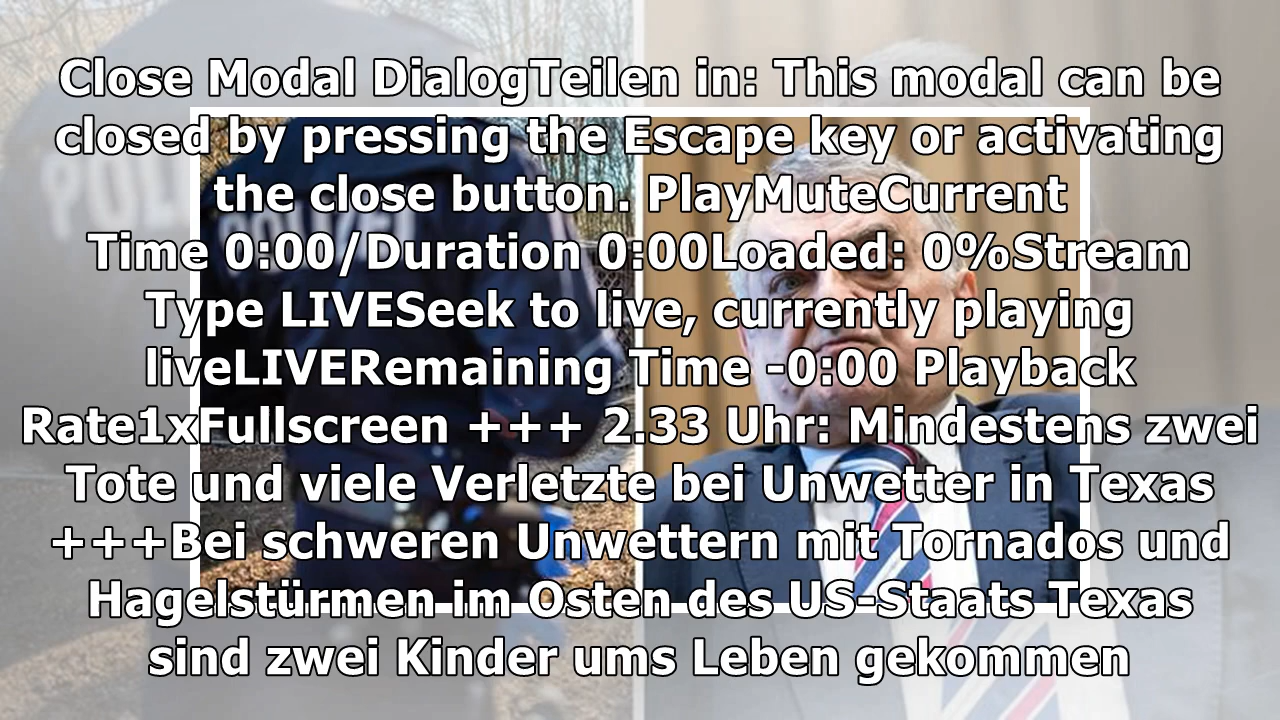 Close Modal DialogTeilen in: This modal can be
closed by pressing the Escape key or activating
the close button. PlayMuteCurrent
Time 0:00/Duration 0:00Loaded: 0%Stream
Type LIVESeek to live, currently playing
liveLIVERemaining Time -0:00 Playback
Rate1xFullscreen +++ 2.33 Uhr: Mindestens zwei
Tote und viele Verletzte bei Unwetter in Texas
+++Bei schweren Unwettern mit Tornados und
Hagelstürmen im Osten des US-Staats Texas
sind zwei Kinder ums Leben gekommen